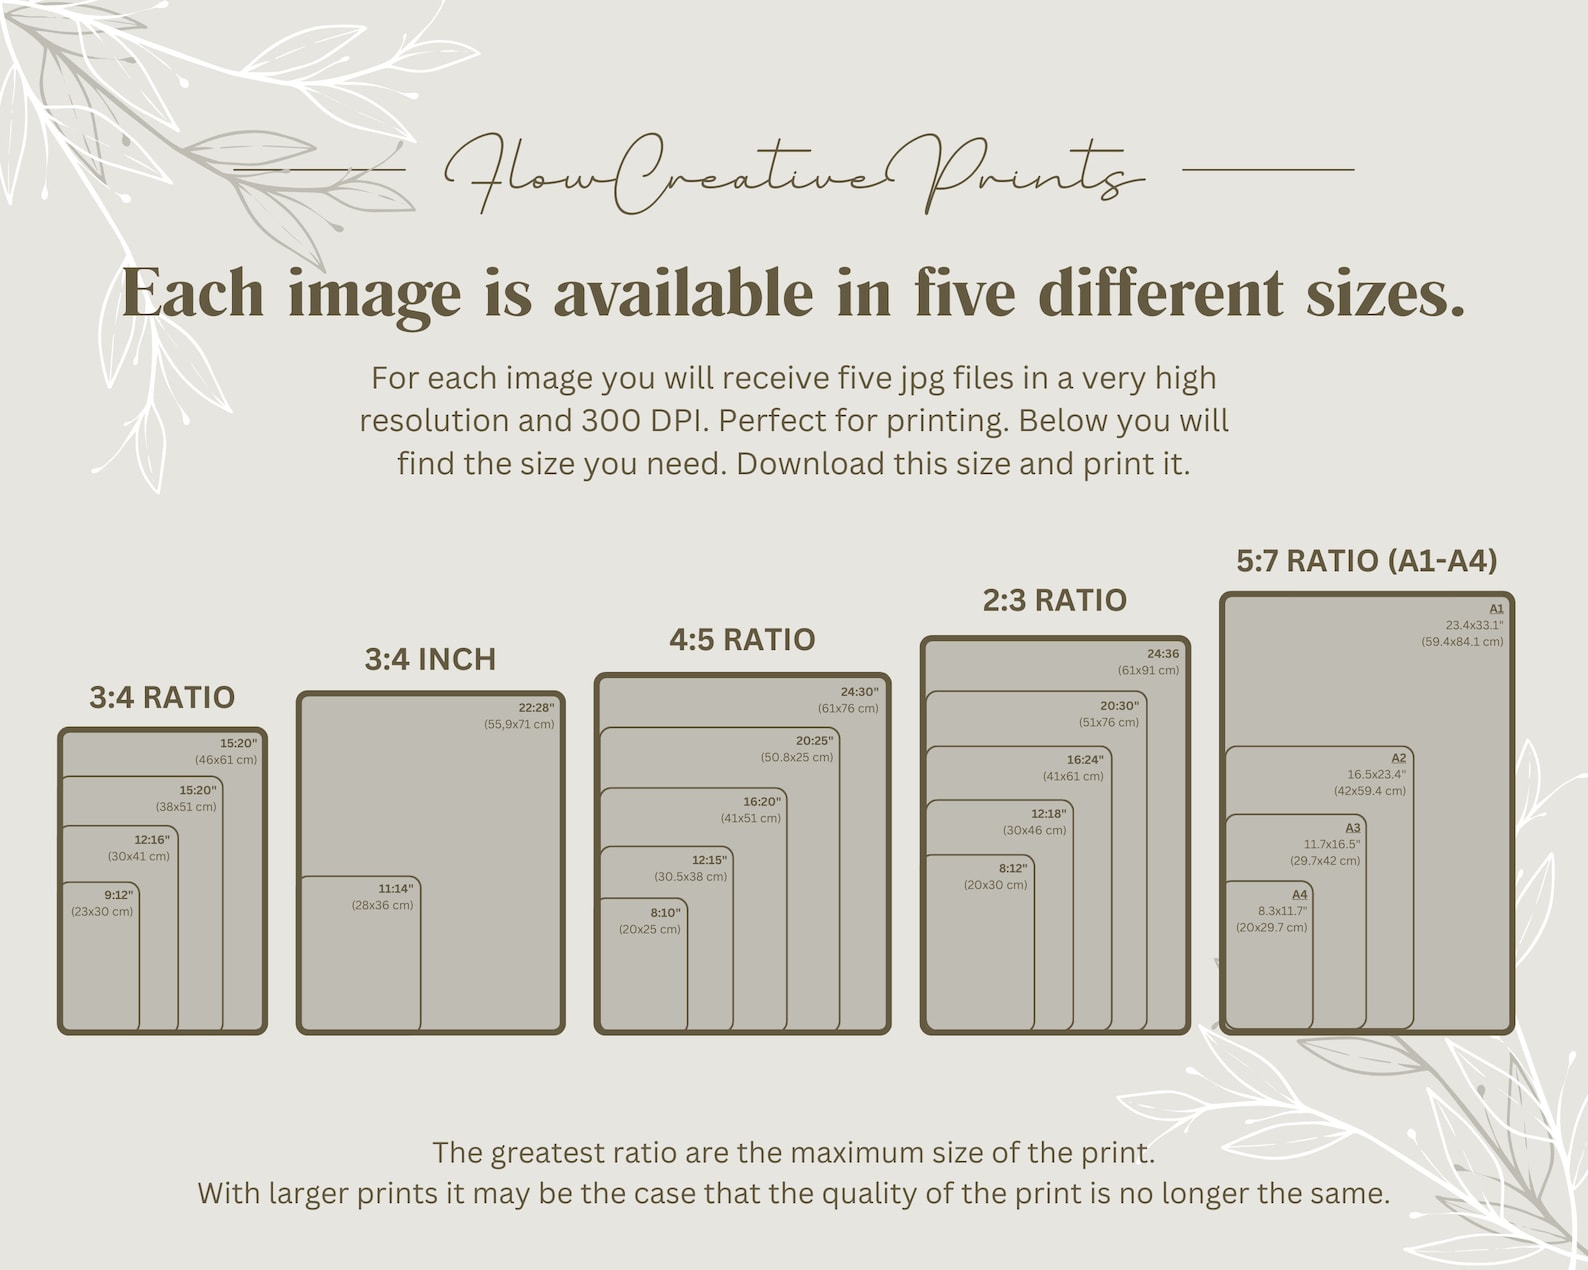 FlowCreativePrints
Each image is available in five different sizes.
For each image you will receive five jpg files in a very high
resolution and 300 DPI. Perfect for printing. Below you will
find the size you need. Download this size and print it.
3:4 RATIO
15:20"
(46x61 cm)
15:20"
(38x51 cm)
12:16"
(30x41 cm)
9:12"
(23x30 cm)
3:4 INCH
22:28"
(55,9x71 cm)
11:14"
(28x36 cm)
4:5 RATIO
24:30"
(61x76 cm)
20:25"
(50.8x25 cm)
16:20"
(41x51 cm)
12:15"
(30.5x38 cm)
8:10"
(20x25 cm)
2:3 RATIO
24:36
(61x91 cm)
20:30"
(51x76 cm)
16:24"
(41x61 cm)
12:18"
(30x46 cm)
8:12"
(20x30 cm)
5:7 RATIO (A1-A4)
A1
23.4x33.1"
(59.4x84.1 cm)
A2
16.5x23.4"
(42x59.4 cm)
A3
11.7x16.5"
(29.7x42 cm)
A4
8.3x11.7"
(20x29.7 cm)
The greatest ratio are the maximum size of the print.
With larger prints it may be the case that the quality of the print is no longer the same.